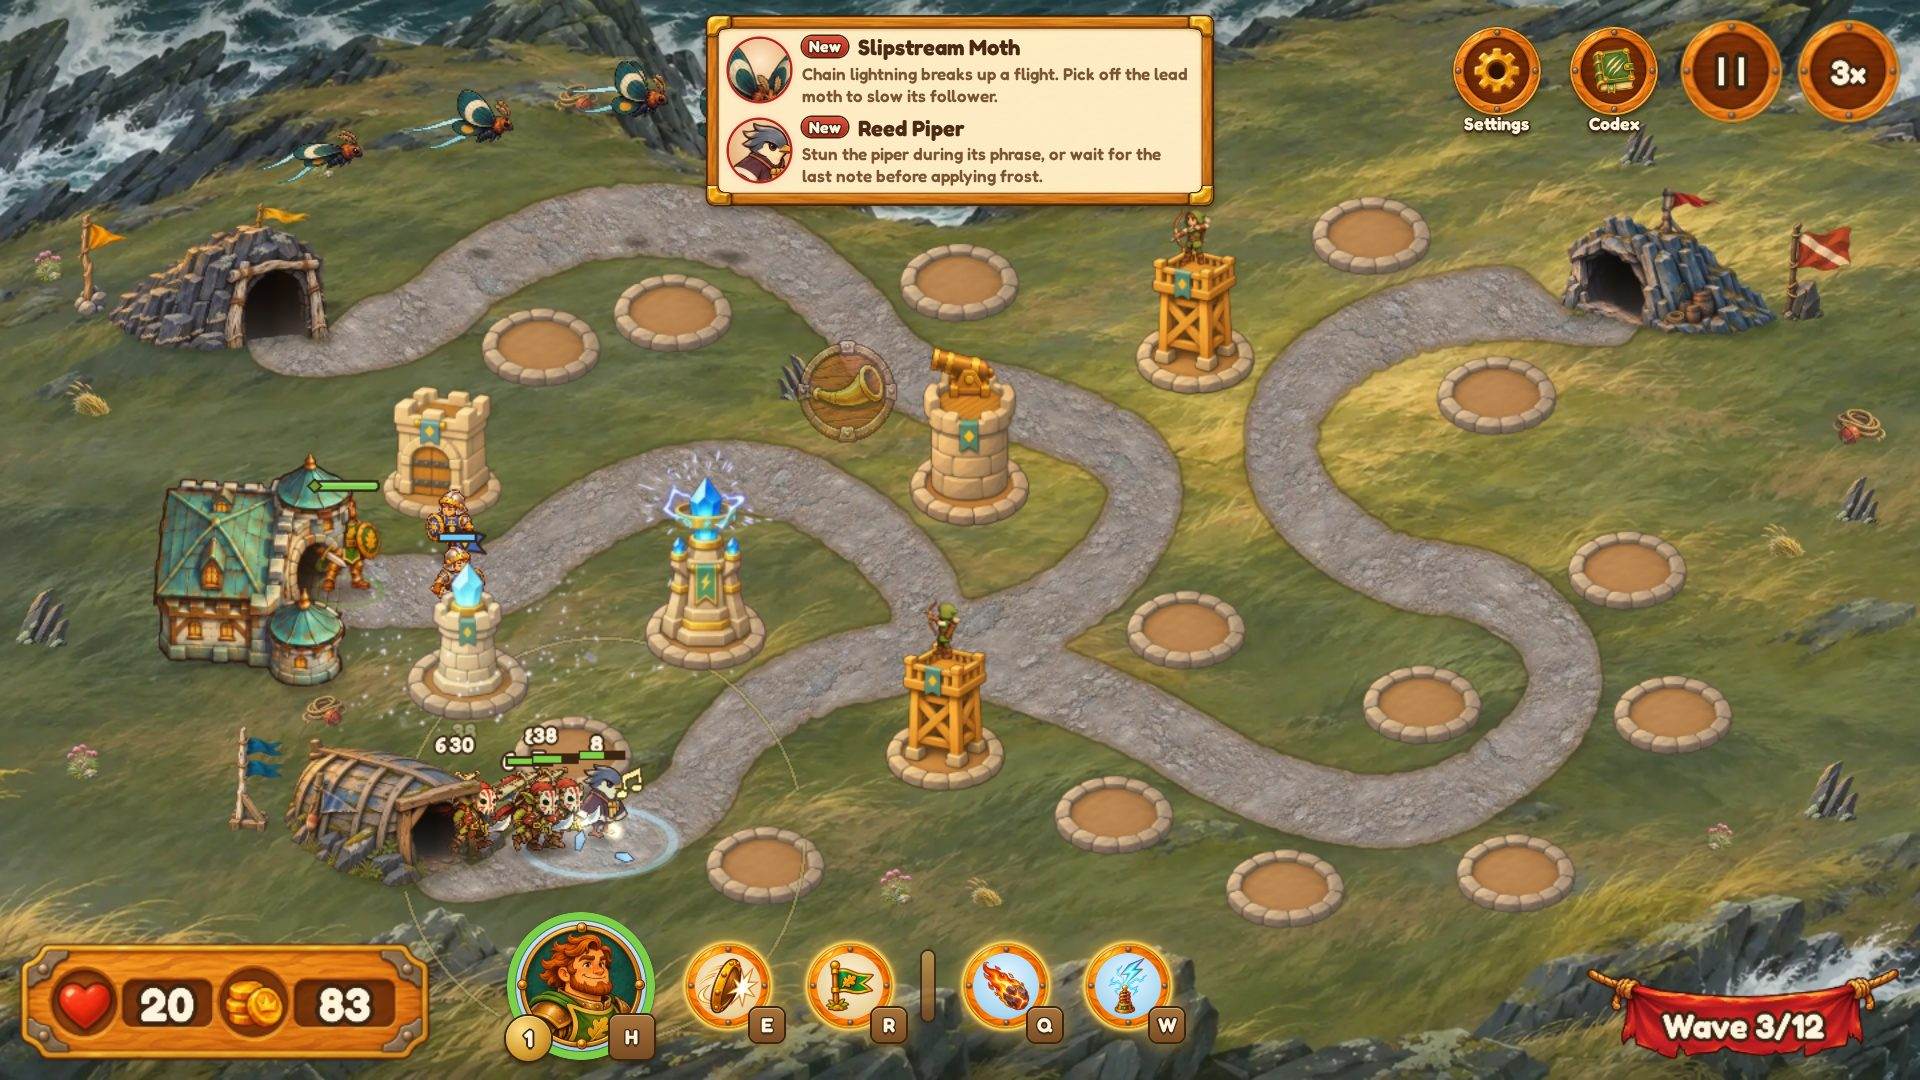 New Slipstream Moth
Chain lightning breaks up a flight. Pick off the lead
moth to slow its follower.
New Reed Piper
Stun the piper during its phrase, or wait for the
last note before applying frost.
3x
Settings
Codex
630
8
20
83
1
H
E
R
Q
W
Wave 3/12